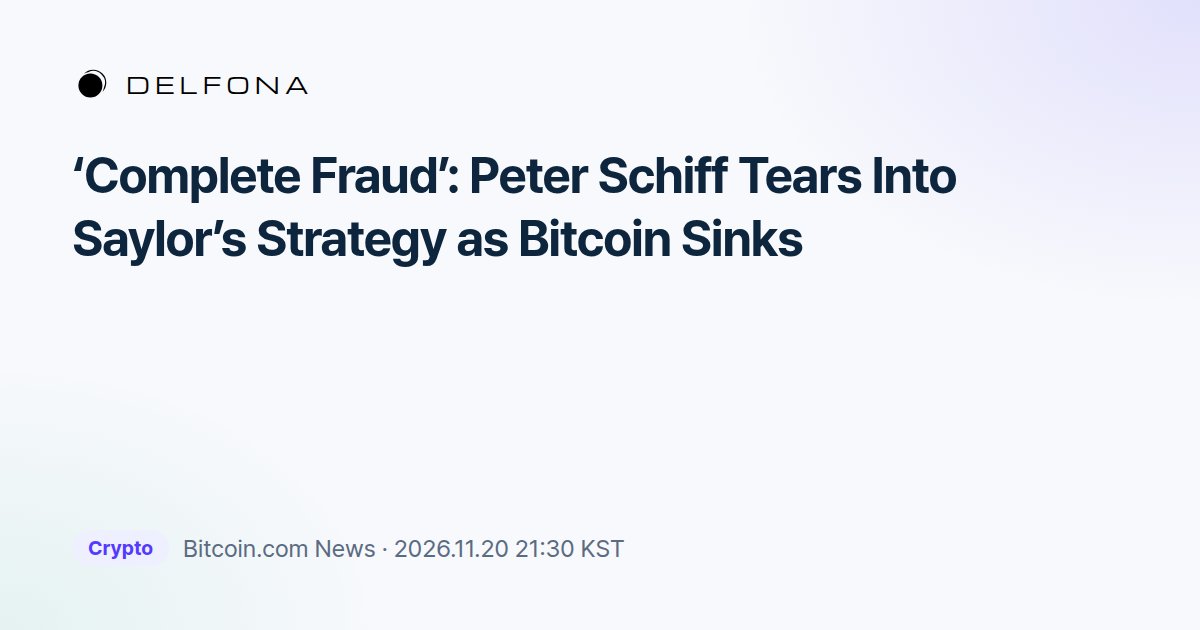 DELFONA
‘Complete Fraud’: Peter Schiff Tears Into
Saylor’s Strategy as Bitcoin Sinks
Crypto Bitcoin.com News · 2026.11.20 21:30 KST